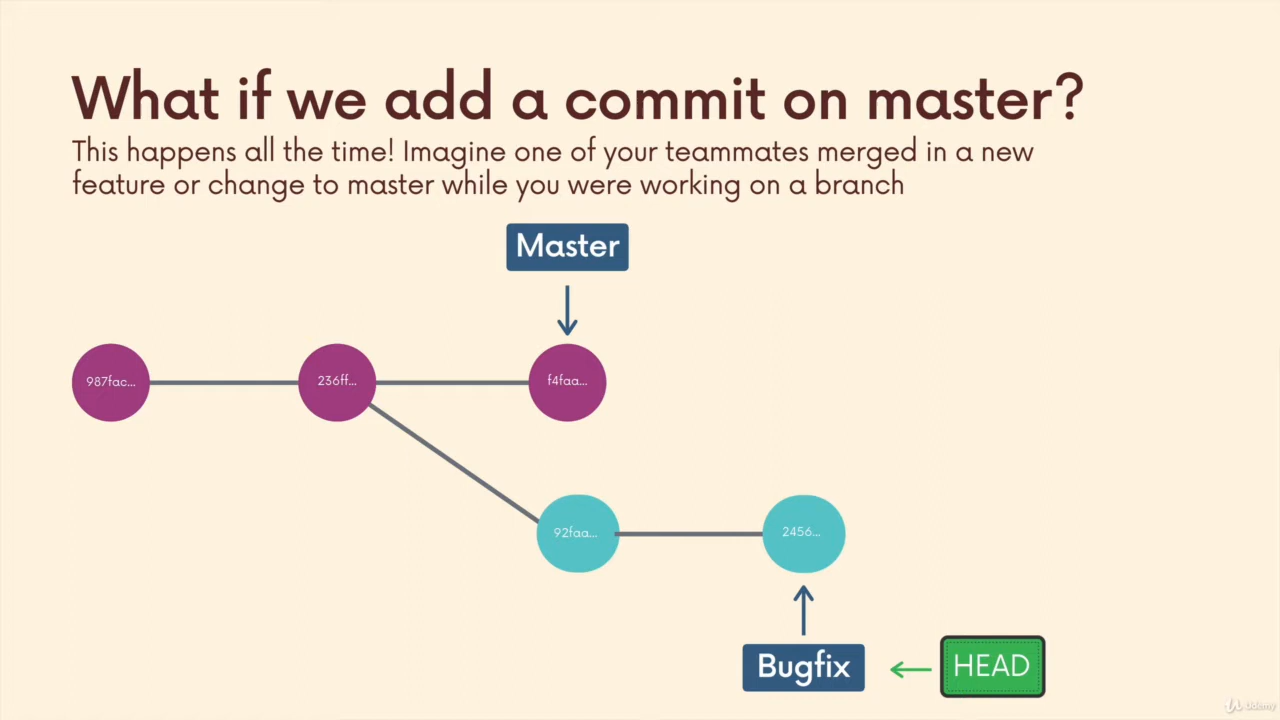 What if we add a commit on master?
This happens all the time! Imagine one of your teammates merged in a new
feature or change to master while you were working on a branch
Master
987fac...
236ff...
f4faa...
92faa...
2456...
Bugfix
HEAD
Udemy